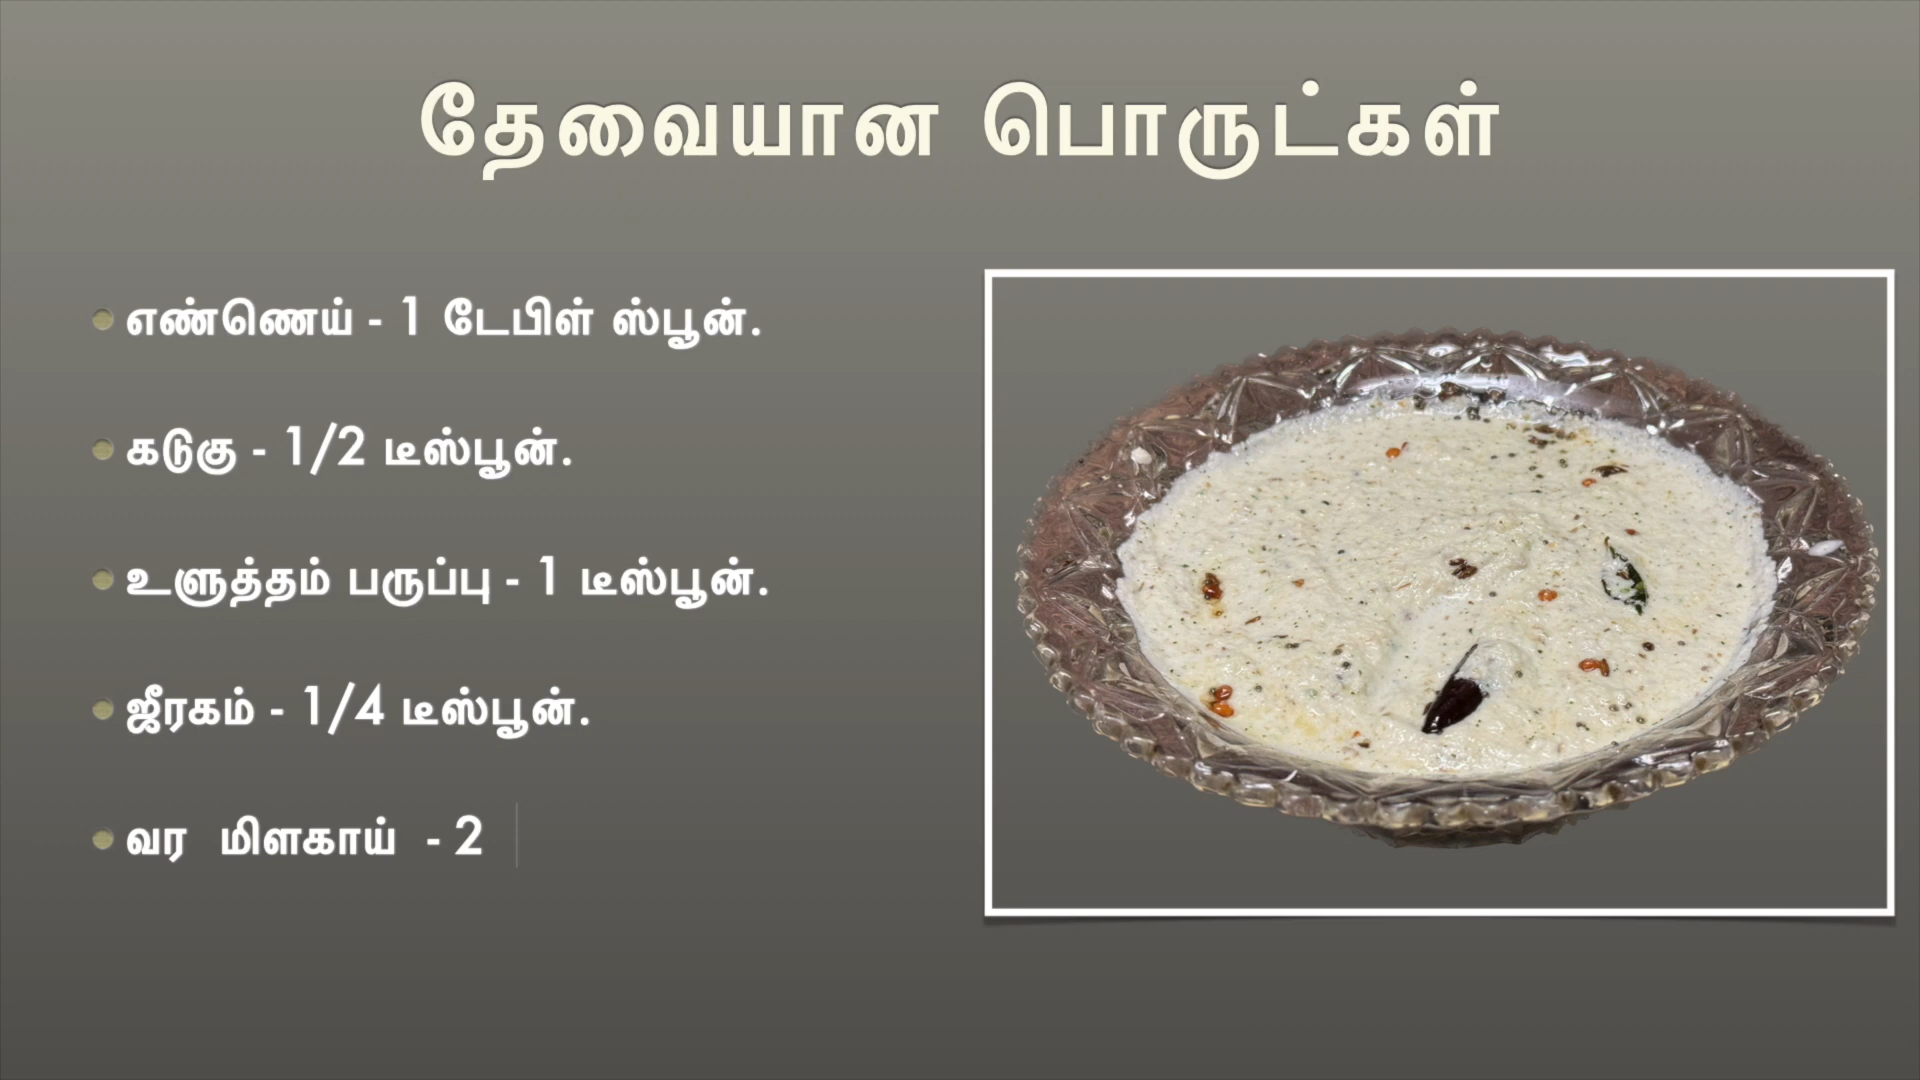 தேவையான பொருட்கள்
எண்ணெய் - 1 டேபிள் ஸ்பூன்.
கடுகு - 1/2 டீஸ்பூன்.
உளுத்தம் பருப்பு - 1 டீஸ்பூன்.
ஜீரகம் - 1/4 டீஸ்பூன்.
வர மிளகாய் - 2